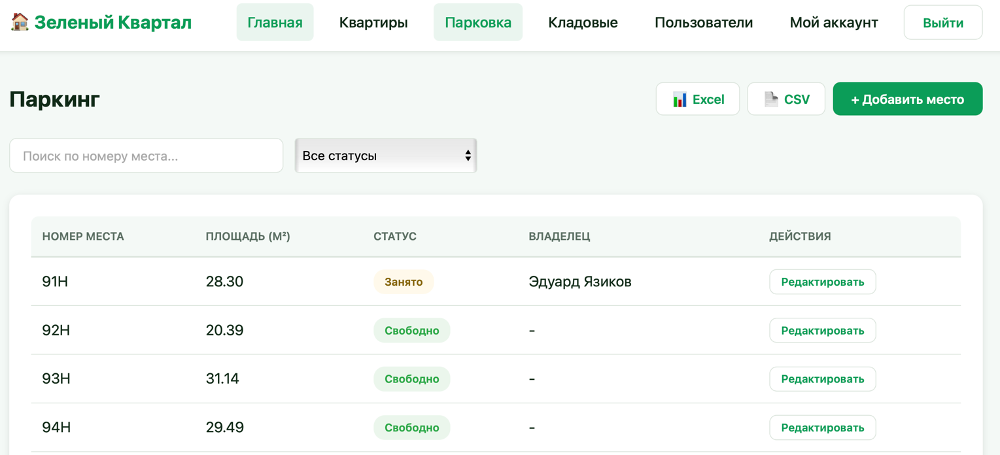 Зеленый Квартал Главная Квартиры Парковка Кладовые Пользователи Мой аккаунт Выйти
Паркинг Excel CSV + Добавить место
Поиск по номеру места... Все статусы
НОМЕР МЕСТА ПЛОЩАДЬ (М²) СТАТУС ВЛАДЕЛЕЦ ДЕЙСТВИЯ
91Н 28.30 Занято Эдуард Язиков Редактировать
92Н 20.39 Свободно - Редактировать
93Н 31.14 Свободно - Редактировать
94Н 29.49 Свободно - Редактировать